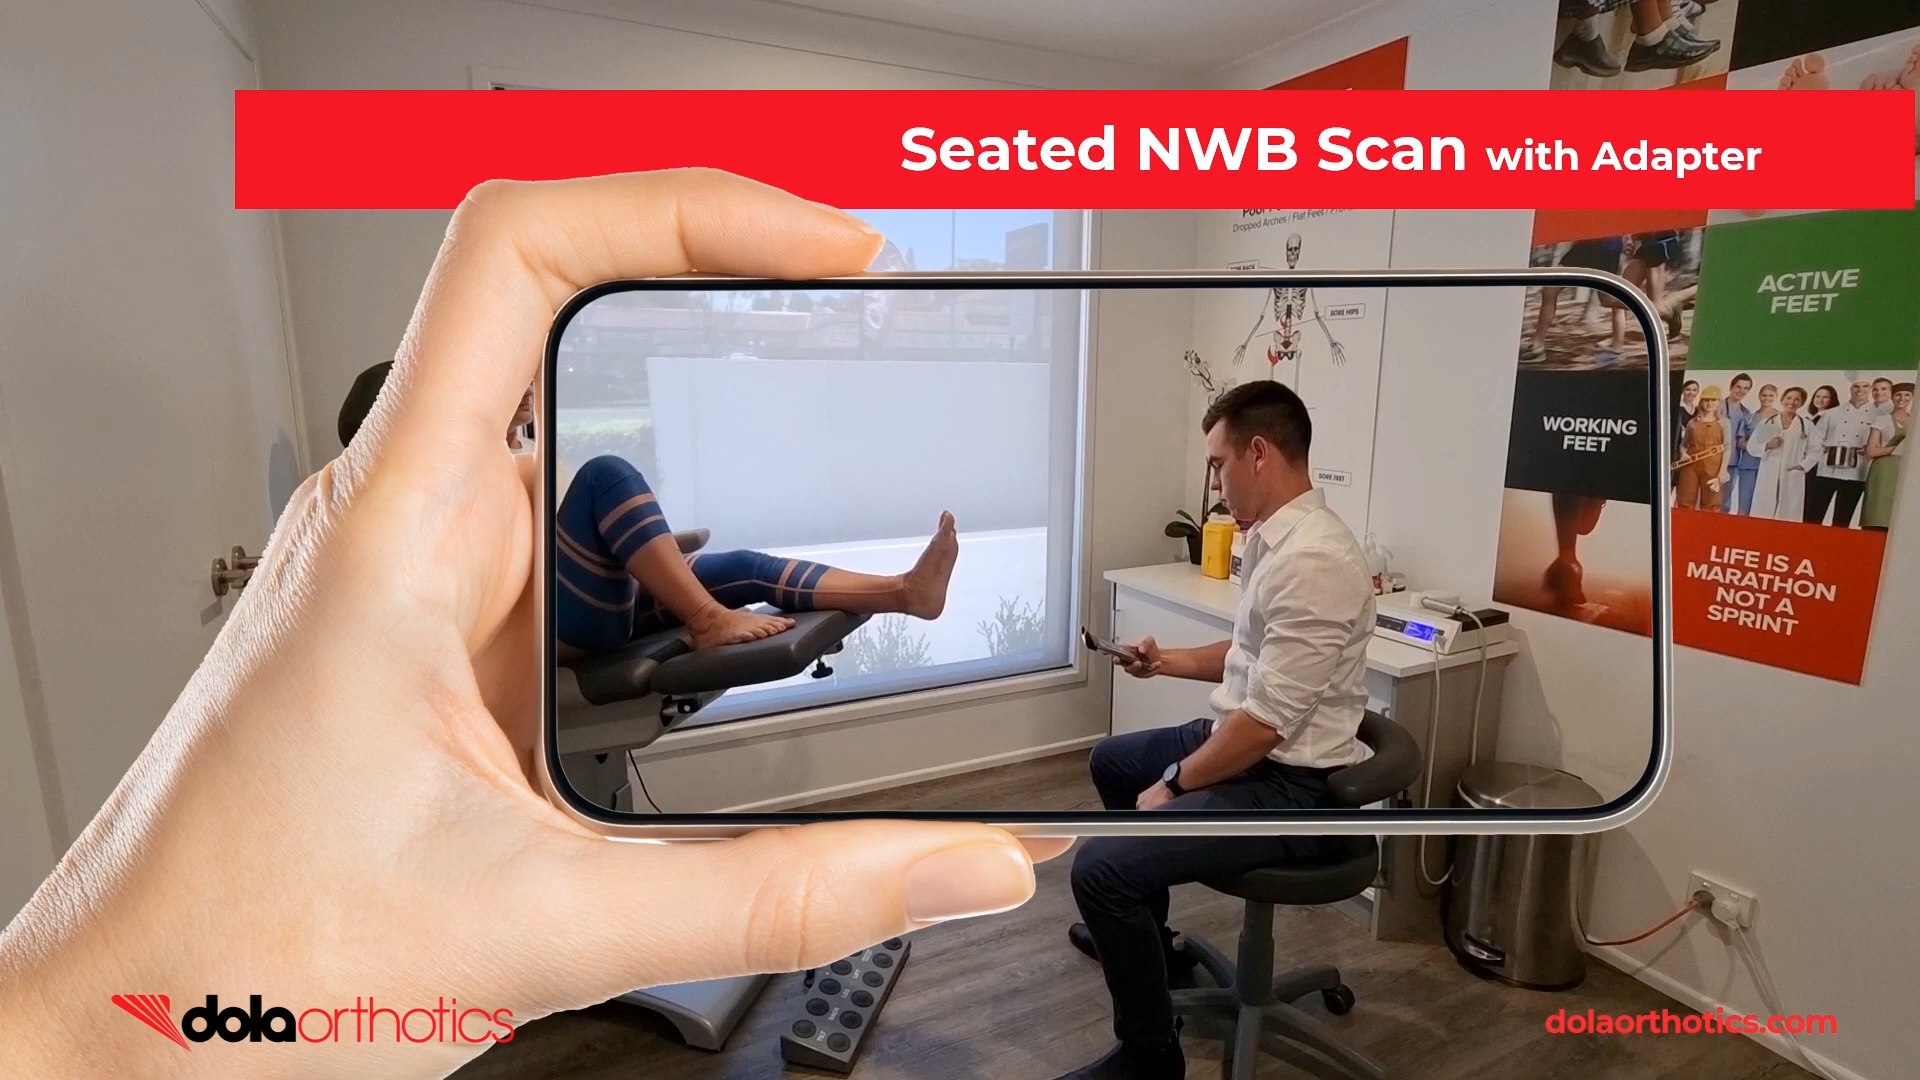 Seated NWB Scan with Adapter
Dropped Arches / Flat Feet /
SORE HIPS
SORE FEET
ACTIVE
FEET
WORKING
FEET
LIFE IS A
MARATHON
NOT A
SPRINT
dolaorthotics
dolaorthotics.com